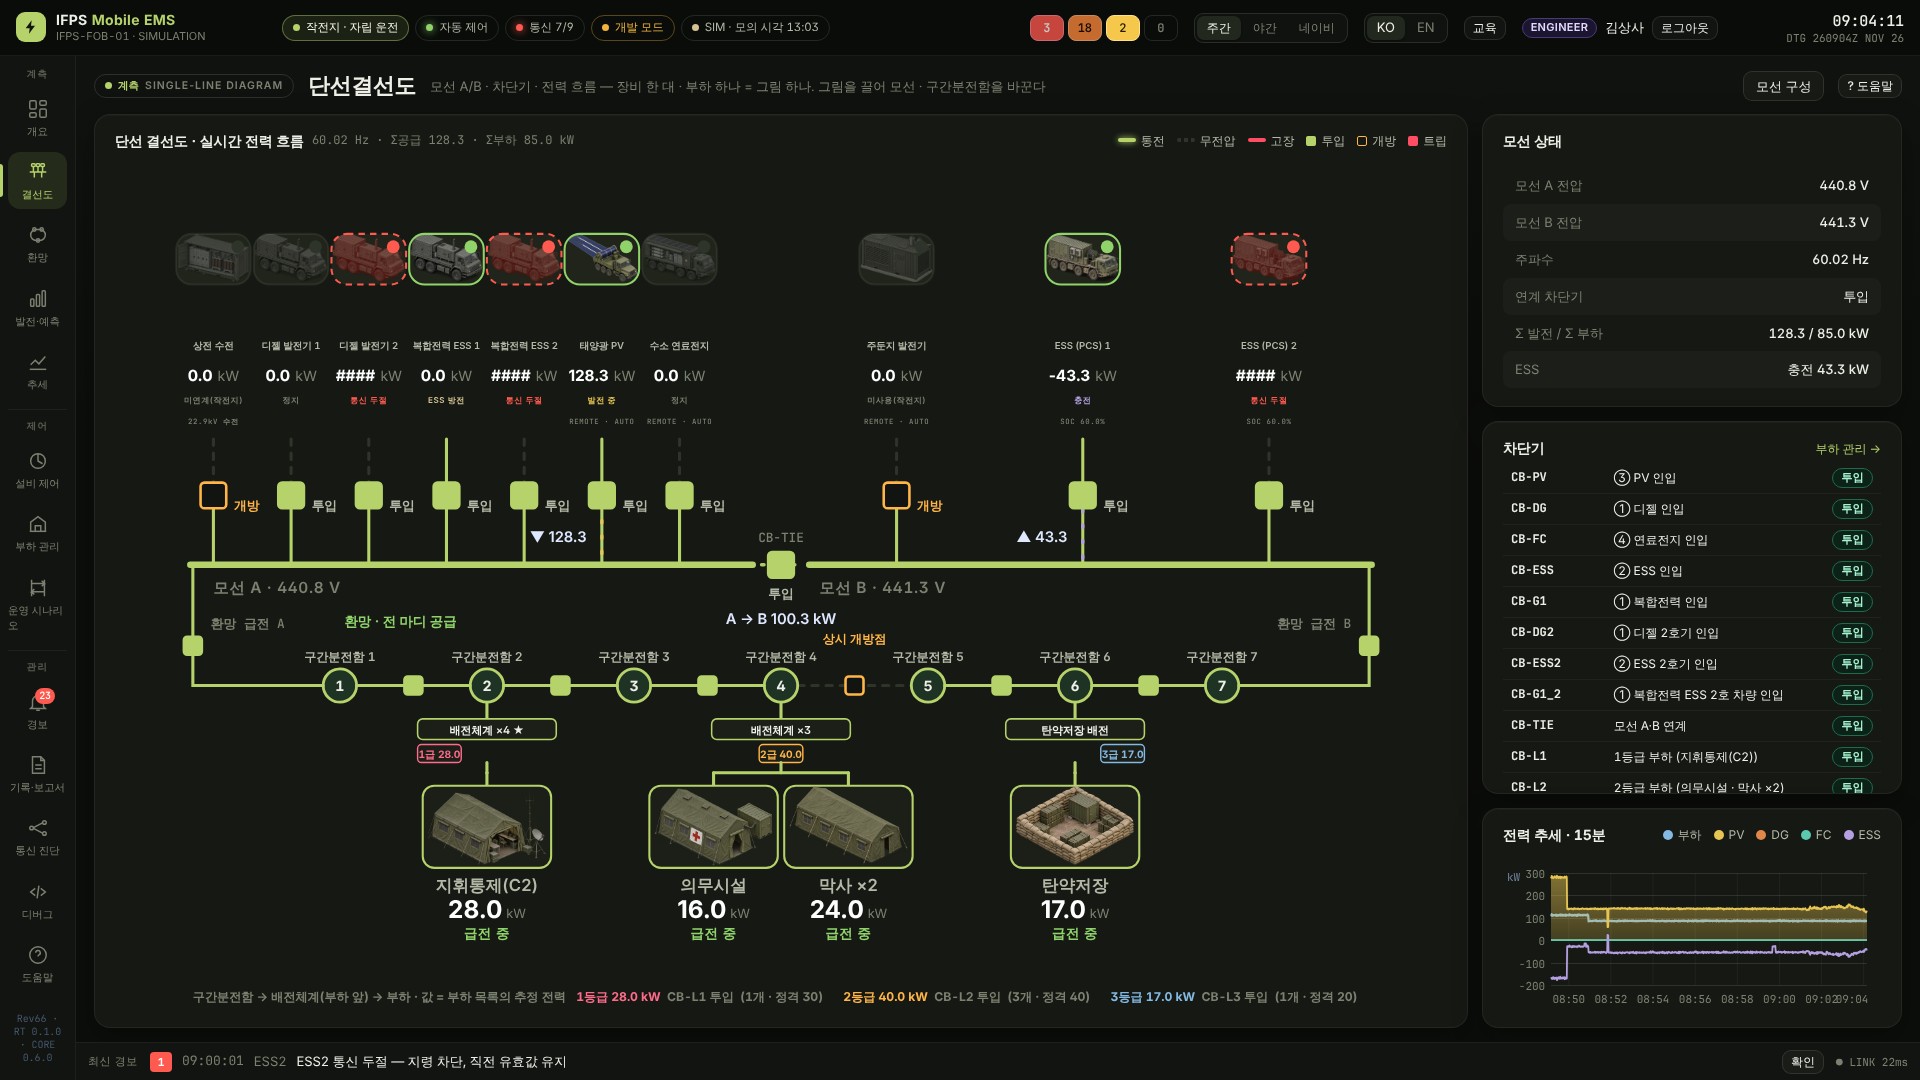 IFPS Mobile EMS
IFPS-FOB-01 · SIMULATION
작전지 · 자립 운전
자동 제어
통신 7/9
개발 모드
SIM · 모의 시각 13:03
3
18
2
0
주간
야간
네이비
KO
EN
교육
ENGINEER
김상사
로그아웃
09:04:11
DTG 260904Z NOV 26
계측
개요
결선도
환망
발전·예측
추세
제어
설비 제어
부하 관리
운영 시나리오
관리
23
경보
기록·보고서
통신 진단
디버그
도움말
Rev66 ·
RT 0.1.0
· CORE
0.6.0
계측 SINGLE-LINE DIAGRAM
단선결선도
모선 A/B · 차단기 · 전력 흐름 — 장비 한 대 · 부하 하나 = 그림 하나. 그림을 끌어 모선 · 구간분전함을 바꾼다
모선 구성
? 도움말
단선 결선도 · 실시간 전력 흐름
60.02 Hz · Σ공급 128.3 · Σ부하 85.0 kW
통전
무전압
고장
투입
개방
트립
상전 수전
디젤 발전기 1
디젤 발전기 2
복합전력 ESS 1
복합전력 ESS 2
태양광 PV
수소 연료전지
주둔지 발전기
ESS (PCS) 1
ESS (PCS) 2
0.0 kW
0.0 kW
#### kW
0.0 kW
#### kW
128.3 kW
0.0 kW
0.0 kW
-43.3 kW
#### kW
미연계(작전지)
정지
통신 두절
ESS 방전
통신 두절
발전 중
정지
미사용(작전지)
충전
통신 두절
22.9kV 수전
REMOTE · AUTO
REMOTE · AUTO
REMOTE · AUTO
SOC 60.0%
SOC 60.0%
개방
투입
투입
투입
투입
투입
투입
개방
투입
투입
▼ 128.3
CB-TIE
▲ 43.3
모선 A · 440.8 V
투입
모선 B · 441.3 V
환망 급전 A
환망 · 전 마디 공급
A → B 100.3 kW
상시 개방점
환망 급전 B
구간분전함 1
구간분전함 2
구간분전함 3
구간분전함 4
구간분전함 5
구간분전함 6
구간분전함 7
1
2
3
4
5
6
7
배전체계 ×4 ★
배전체계 ×3
탄약저장 배전
1급 28.0
2급 40.0
3급 17.0
지휘통제(C2)
의무시설
막사 ×2
탄약저장
28.0 kW
16.0 kW
24.0 kW
17.0 kW
급전 중
급전 중
급전 중
급전 중
구간분전함 → 배전체계(부하 앞) → 부하 · 값 = 부하 목록의 추정 전력
1등급 28.0 kW CB-L1 투입 (1개 · 정격 30)
2등급 40.0 kW CB-L2 투입 (3개 · 정격 40)
3등급 17.0 kW CB-L3 투입 (1개 · 정격 20)
모선 상태
모선 A 전압 440.8 V
모선 B 전압 441.3 V
주파수 60.02 Hz
연계 차단기 투입
Σ 발전 / Σ 부하 128.3 / 85.0 kW
ESS 충전 43.3 kW
차단기
부하 관리 →
CB-PV ③ PV 인입 투입
CB-DG ① 디젤 인입 투입
CB-FC ④ 연료전지 인입 투입
CB-ESS ② ESS 인입 투입
CB-G1 ① 복합전력 인입 투입
CB-DG2 ① 디젤 2호기 인입 투입
CB-ESS2 ② ESS 2호기 인입 투입
CB-G1_2 ① 복합전력 ESS 2호 차량 인입 투입
CB-TIE 모선 A·B 연계 투입
CB-L1 1등급 부하 (지휘통제(C2)) 투입
CB-L2 2등급 부하 (의무시설 · 막사 ×2) 투입
전력 추세 · 15분
부하
PV
DG
FC
ESS
kW
300
200
100
0
-100
-200
08:50 08:52 08:54 08:56 08:58 09:00 09:02 09:04
최신 경보
1
09:00:01
ESS2
ESS2 통신 두절 — 지령 차단, 직전 유효값 유지
확인
LINK 22ms